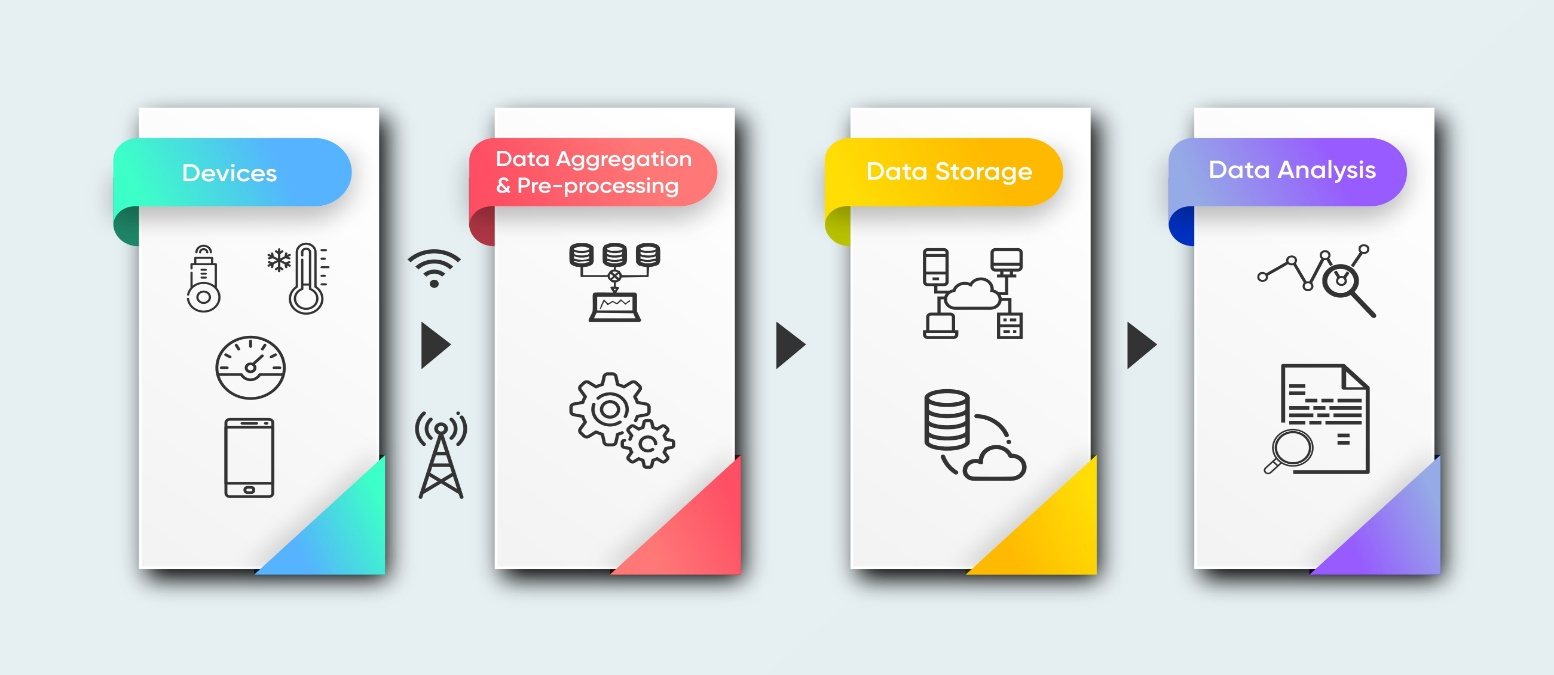 Devices
Data Aggregation
& Pre-processing
Data Storage
Data Analysis